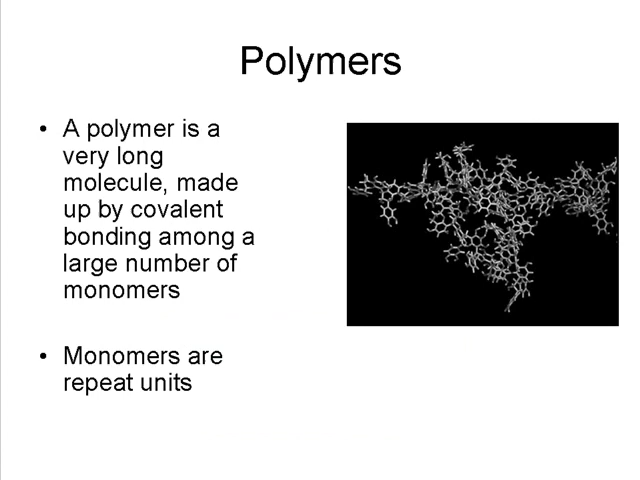 Polymers
• A polymer is a
very long
molecule, made
up by covalent
bonding among a
large number of
monomers
• Monomers are
repeat units